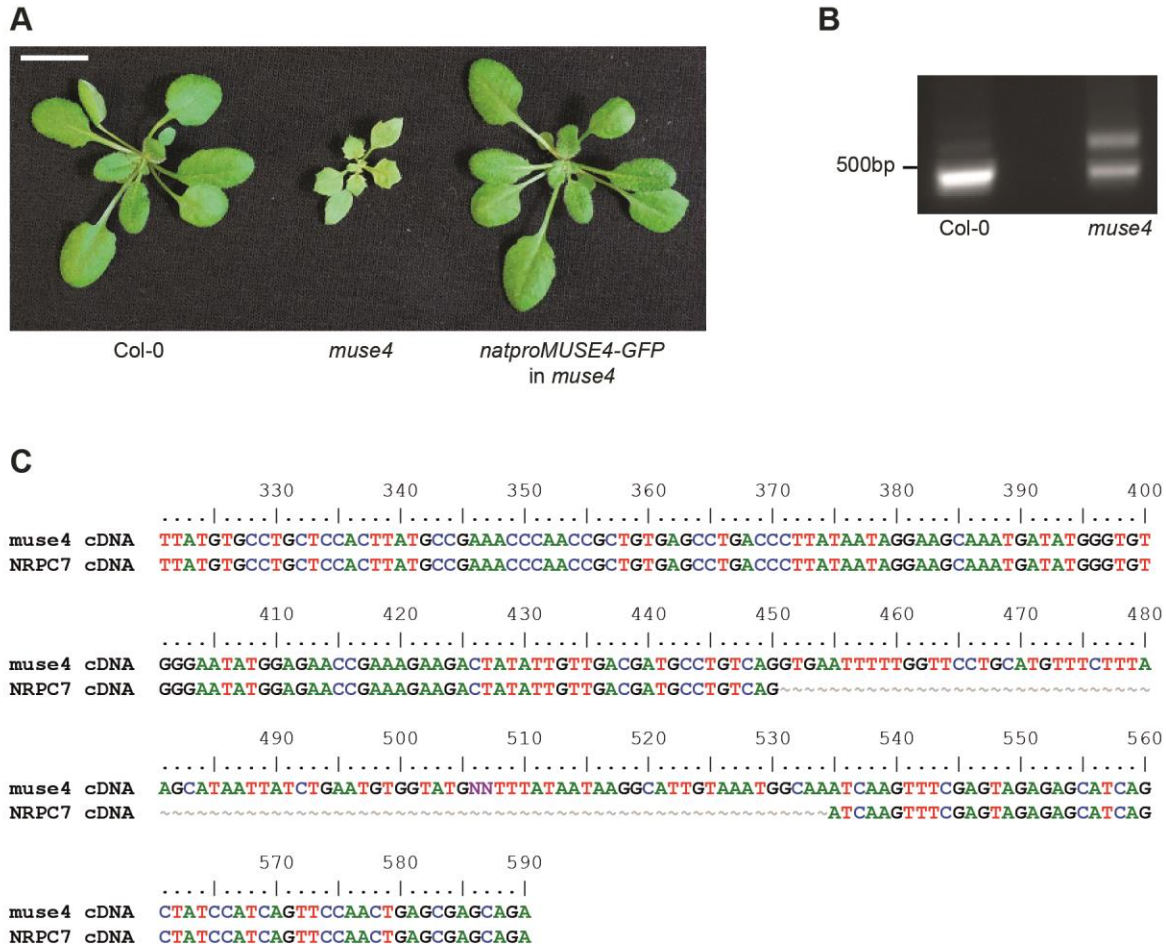 A
B
500bp
Col-0
muse4
Col-0
muse4
natproMUSE4-GFP
in muse4
C
330 340 350 360 370 380 390 400
....|....|....|....|....|....|....|....|....|....|....|....|....|....|....|....|
muse4 cDNA TTATGTGCCTGCTCCACTTATGCCGAAACCCAACCGCTGTGAGCCTGACCCTTATAATAGGAAGCAAATGATATGGGTGT
NRPC7 cDNA TTATGTGCCTGCTCCACTTATGCCGAAACCCAACCGCTGTGAGCCTGACCCTTATAATAGGAAGCAAATGATATGGGTGT
410 420 430 440 450 460 470 480
....|....|....|....|....|....|....|....|....|....|....|....|....|....|....|....|
muse4 cDNA GGGAATATGGAGAACCGAAAGAAGACTATATTGTTGACGATGCCTGTCAGGTGAATTTTTGGTTCCTGCATGTTTCTTTA
NRPC7 cDNA GGGAATATGGAGAACCGAAAGAAGACTATATTGTTGACGATGCCTGTCAG~~~~~~~~~~~~~~~~~~~~~~~~~~~~~~
490 500 510 520 530 540 550 560
....|....|....|....|....|....|....|....|....|....|....|....|....|....|....|....|
muse4 cDNA AGCATAATTATCTGAATGTGGTATGNNTTTATAATAAGGCATTGTAAATGGCAAATCAAGTTTCGAGTAGAGAGCATCAG
NRPC7 cDNA ~~~~~~~~~~~~~~~~~~~~~~~~~~~~~~~~~~~~~~~~~~~~~~~~~~~~~~ATCAAGTTTCGAGTAGAGAGCATCAG
570 580 590
....|....|....|....|....|....|
muse4 cDNA CTATCCATCAGTTCCAACTGAGCGAGCAGA
NRPC7 cDNA CTATCCATCAGTTCCAACTGAGCGAGCAGA